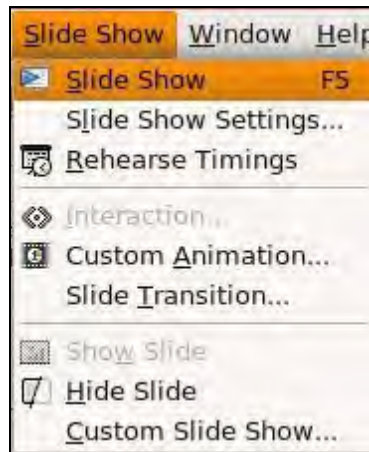 Slide Show Window Help
Slide Show F5
Slide Show Settings...
Rehearse Timings
Interaction...
Custom Animation...
Slide Transition...
Show Slide
Hide Slide
Custom Slide Show...